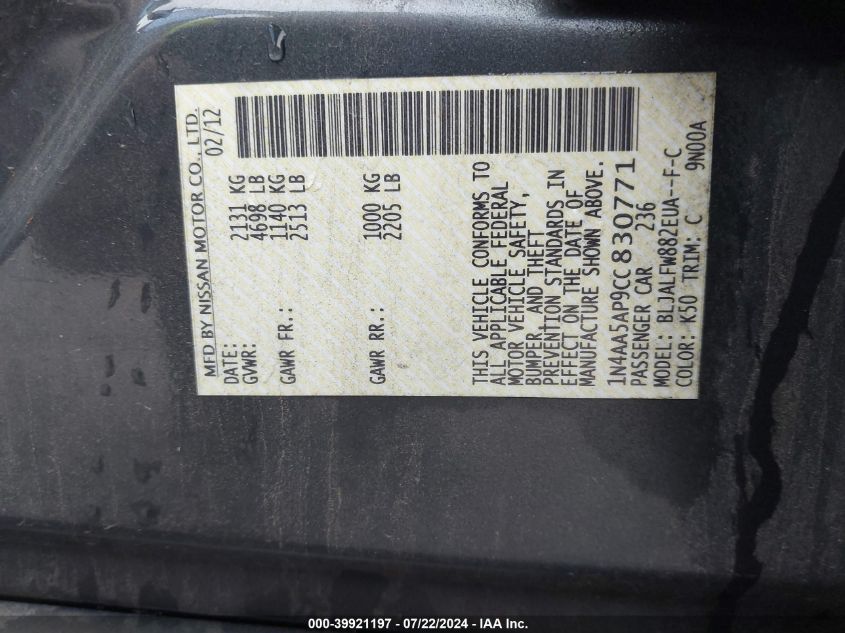 MFD BY NISSAN MOTOR CO., LTD.
DATE: 02/12
GVWR: 2131 KG
4698 LB
GAWR FR.: 1140 KG
2513 LB
GAWR RR.: 1000 KG
2205 LB
THIS VEHICLE CONFORMS TO
ALL APPLICABLE FEDERAL
MOTOR VEHICLE SAFETY,
BUMPER, AND THEFT
PREVENTION STANDARDS IN
EFFECT ON THE DATE OF
MANUFACTURE SHOWN ABOVE.
1N4AA5AP9CC830771
PASSENGER CAR 236
MODEL: BLJALFW882EUA--F-C
COLOR: K50 TRIM: C 9N00A
000-39921197 - 07/22/2024 - IAA Inc.